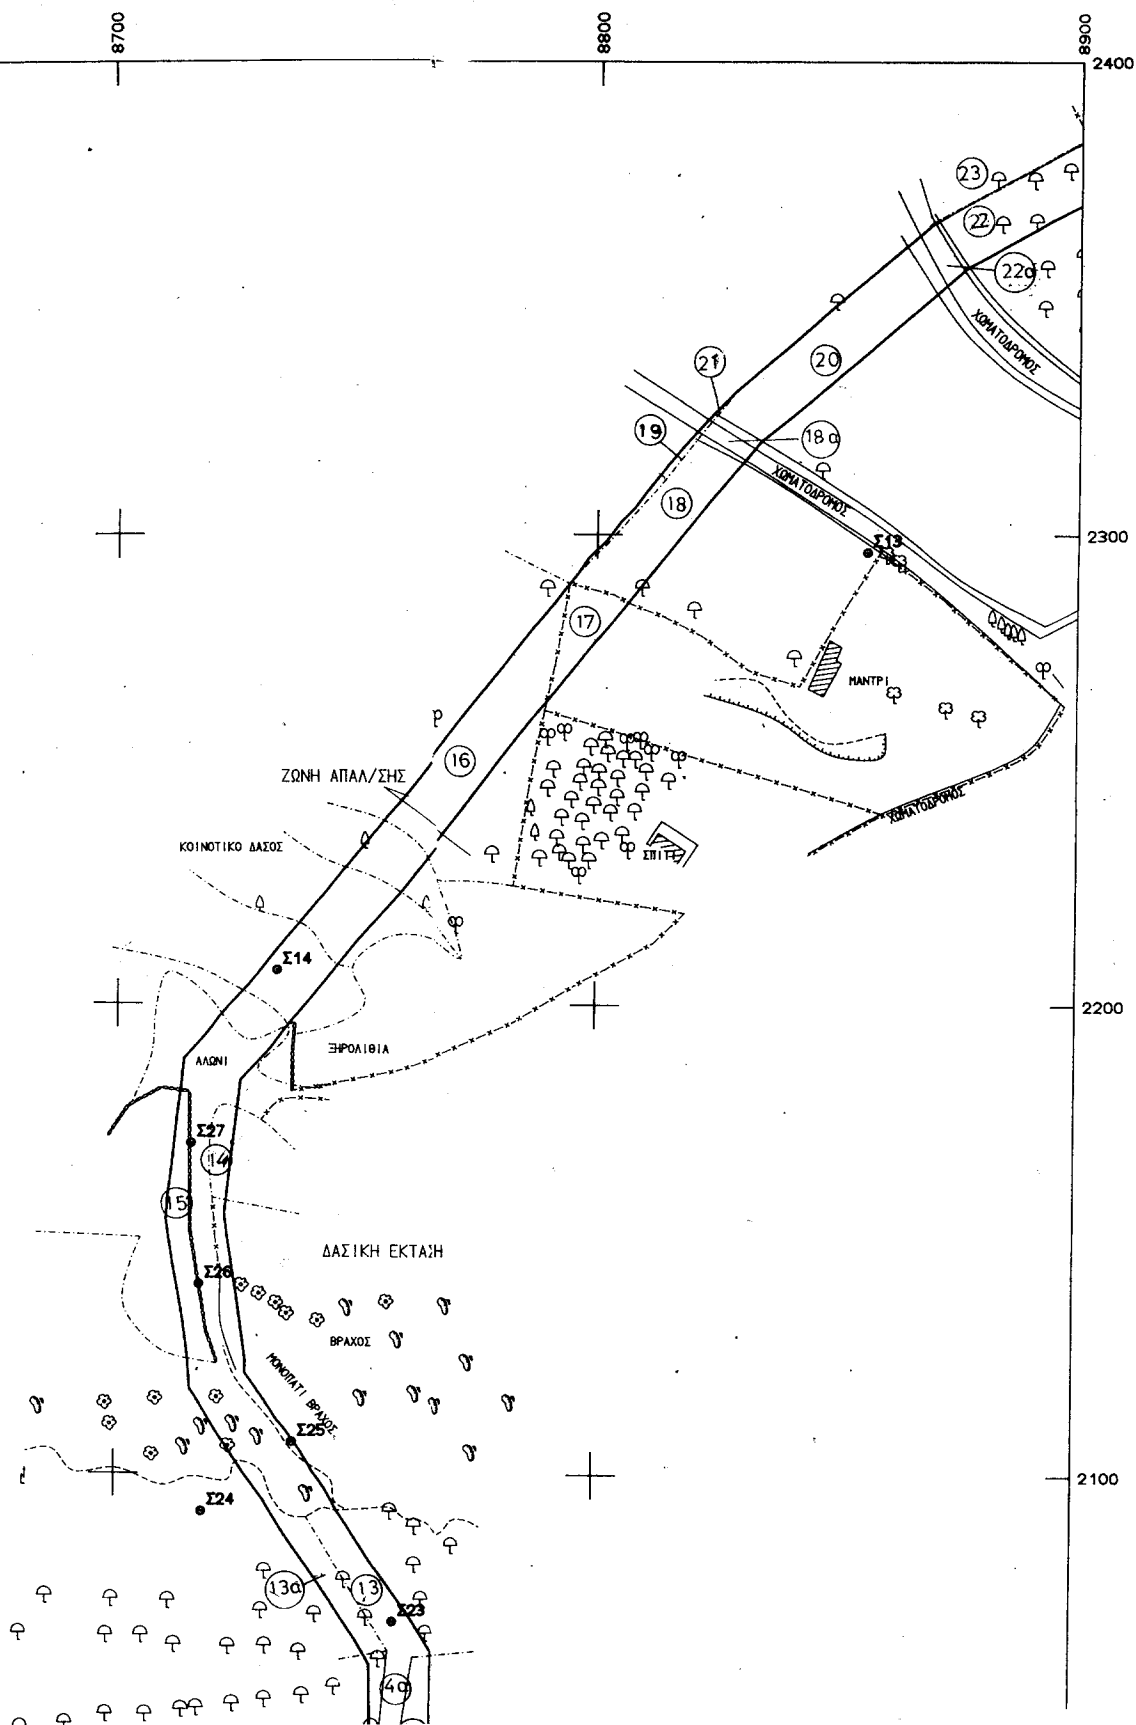 8700
8800
8900
2400
23
22
22α
ΧΩΜΑΤΟΔΡΟΜΟΣ
21
20
19
18α
18
ΧΩΜΑΤΟΔΡΟΜΟΣ
Σ13
2300
17
ΜΑΝΤΡΙ
P
16
ΖΩΝΗ ΑΠΑΛ/ΣΗΣ
ΧΩΜΑΤΟΔΡΟΜΟΣ
ΚΟΙΝΟΤΙΚΟ ΔΑΣΟΣ
ΣΠΙΤΙ
Σ14
2200
ΑΛΩΝΙ
ΞΗΡΟΛΙΘΙΑ
Σ27
14
15
ΔΑΣΙΚΗ ΕΚΤΑΣΗ
Σ26
ΒΡΑΧΟΣ
ΜΟΝΟΠΑΤΙ ΒΡΑΧΟΣ
Σ25
2100
Σ24
13α
13
Σ23
4α